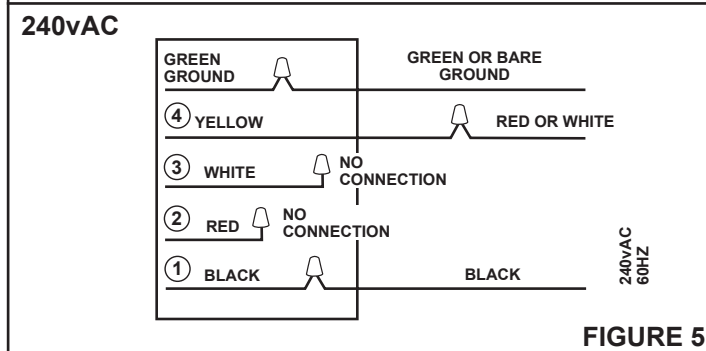 240vAC
GREEN
GROUND
GREEN OR BARE
GROUND
4 YELLOW
RED OR WHITE
3 WHITE
NO
CONNECTION
2 RED
NO
CONNECTION
1 BLACK
BLACK
240vAC
60HZ
FIGURE 5